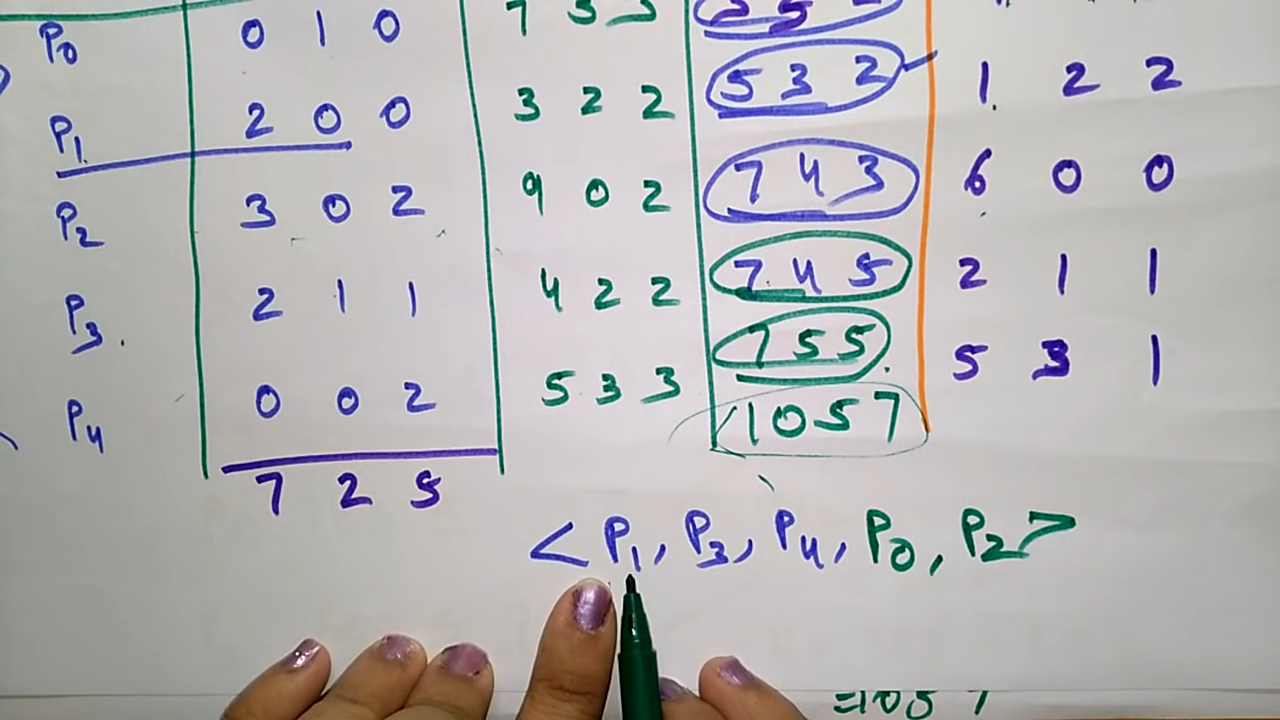 P0 0 1 0 7 5 3
P1 2 0 0 3 2 2 5 3 2 1 2 2
P2 3 0 2 9 0 2 7 4 3 6 0 0
P3 2 1 1 4 2 2 7 4 5 2 1 1
P4 0 0 2 5 3 3 7 5 5 5 3 1
10 5 7
7 2 5
< P1, P3, P4, P0, P2 >
=10 5 7